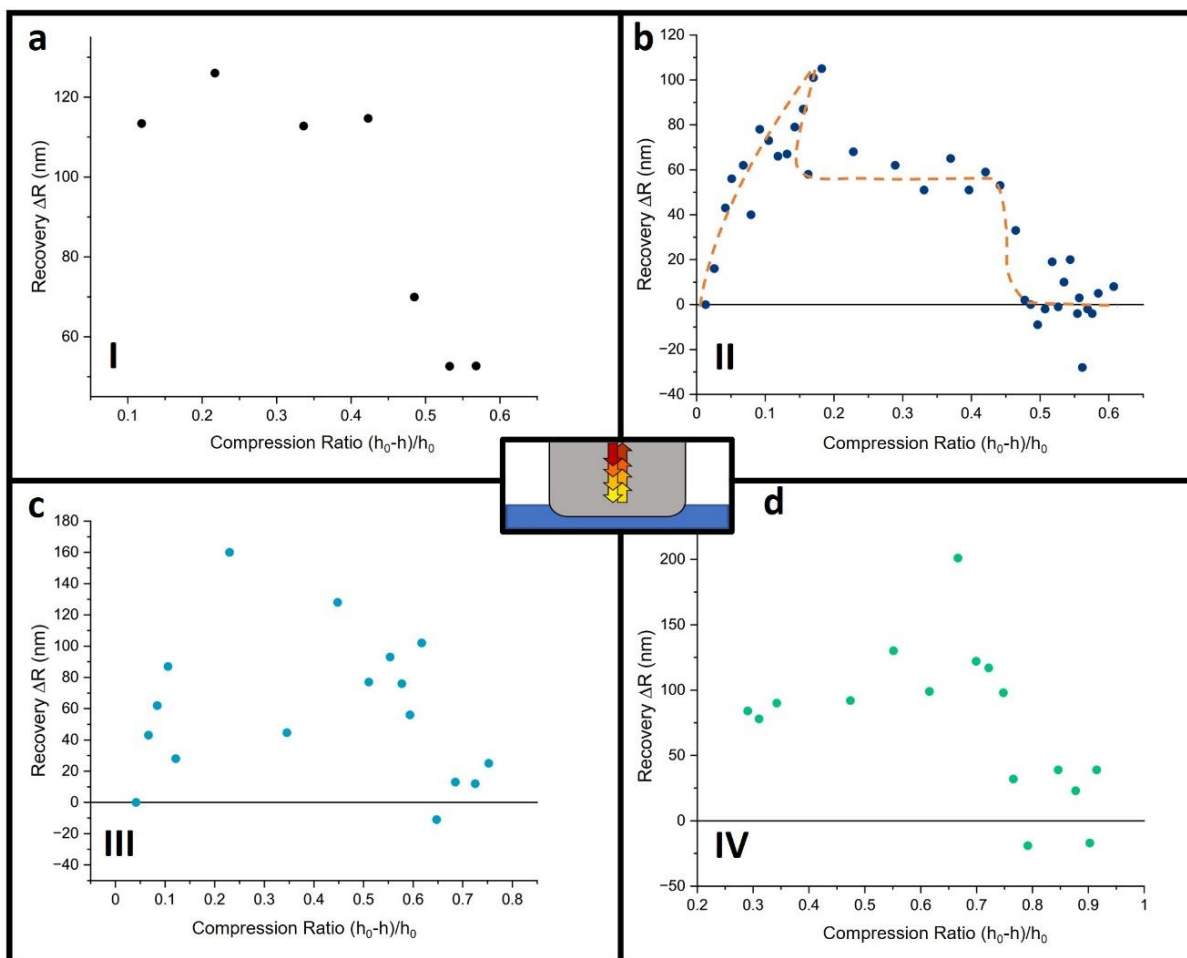 a
120
100
80
60
Recovery ΔR (nm)
I
0.1 0.2 0.3 0.4 0.5 0.6
Compression Ratio (h₀-h)/h₀
b
120
100
80
60
40
20
0
−20
−40
Recovery ΔR (nm)
II
0 0.1 0.2 0.3 0.4 0.5 0.6
Compression Ratio (h₀-h)/h₀
c
180
160
140
120
100
80
60
40
20
0
−20
−40
Recovery ΔR (nm)
III
0 0.1 0.2 0.3 0.4 0.5 0.6 0.7 0.8
Compression Ratio (h₀-h)/h₀
d
200
150
100
50
0
−50
Recovery ΔR (nm)
IV
0.2 0.3 0.4 0.5 0.6 0.7 0.8 0.9 1
Compression Ratio (h₀-h)/h₀